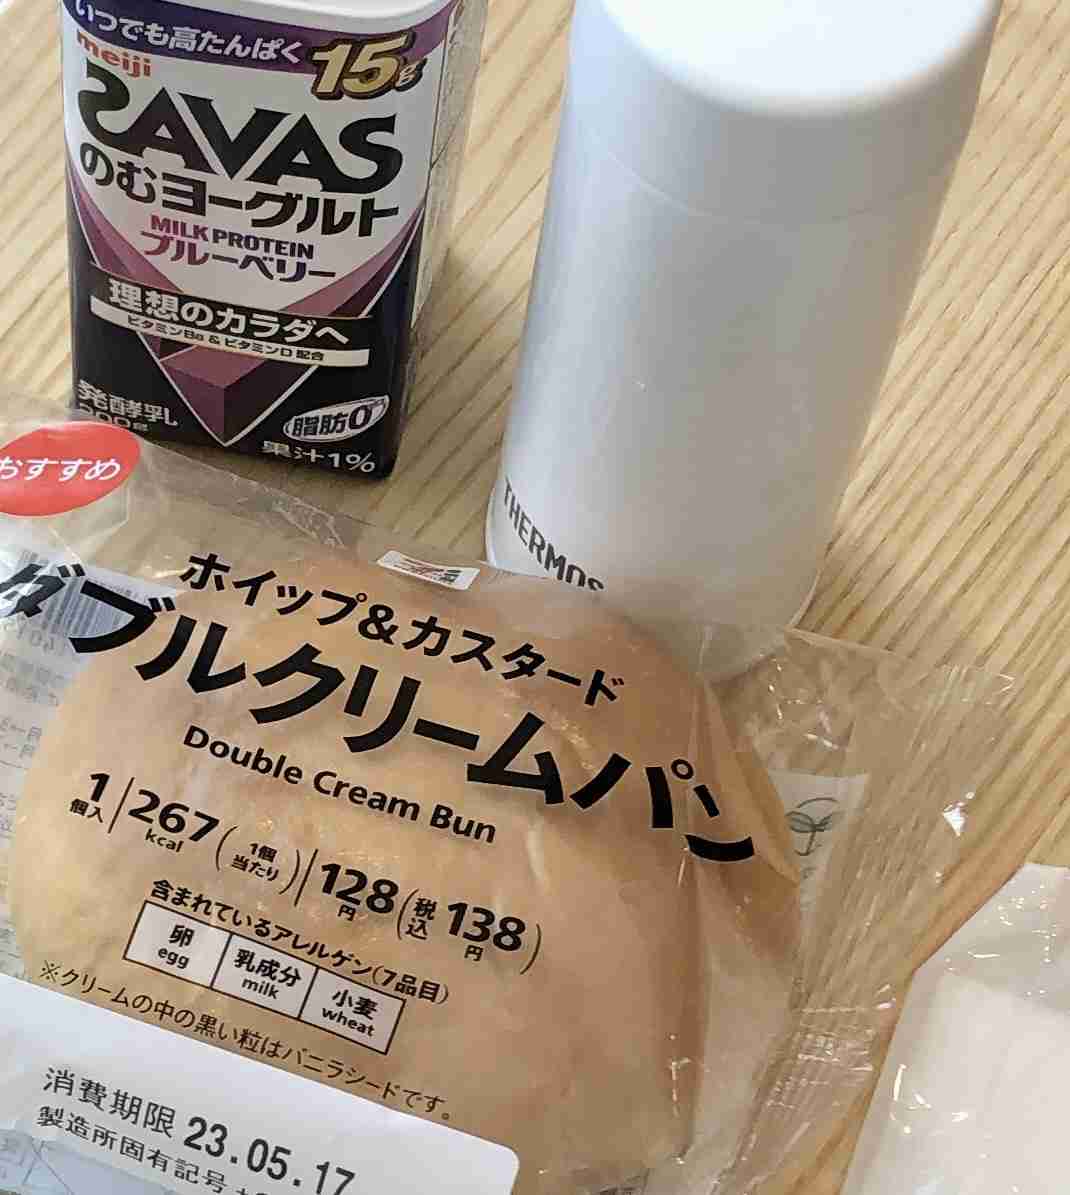 いつでも高たんぱく
15g
meiji
SAVAS
のむヨーグルト
MILK PROTEIN
ブルーベリー
理想のカラダへ
ビタミンB6 & ビタミンD 配合
発酵乳
200g
脂肪0
果汁1%
THERMOS
おすすめ
ホイップ&カスタード
ダブルクリームパン
Double Cream Bun
1個入 267kcal (1個当たり) 128円 (税込138円)
含まれているアレルゲン(7品目)
卵 乳成分 小麦
egg milk wheat
※クリームの中の黒い粒はバニラシードです。
消費期限 23.05.17
製造所固有記号